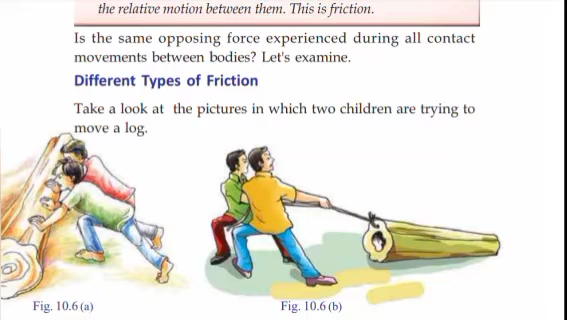 the relative motion between them. This is friction.
Is the same opposing force experienced during all contact
movements between bodies? Let's examine.
Different Types of Friction
Take a look at the pictures in which two children are trying to
move a log.
Fig. 10.6 (a)
Fig. 10.6 (b)